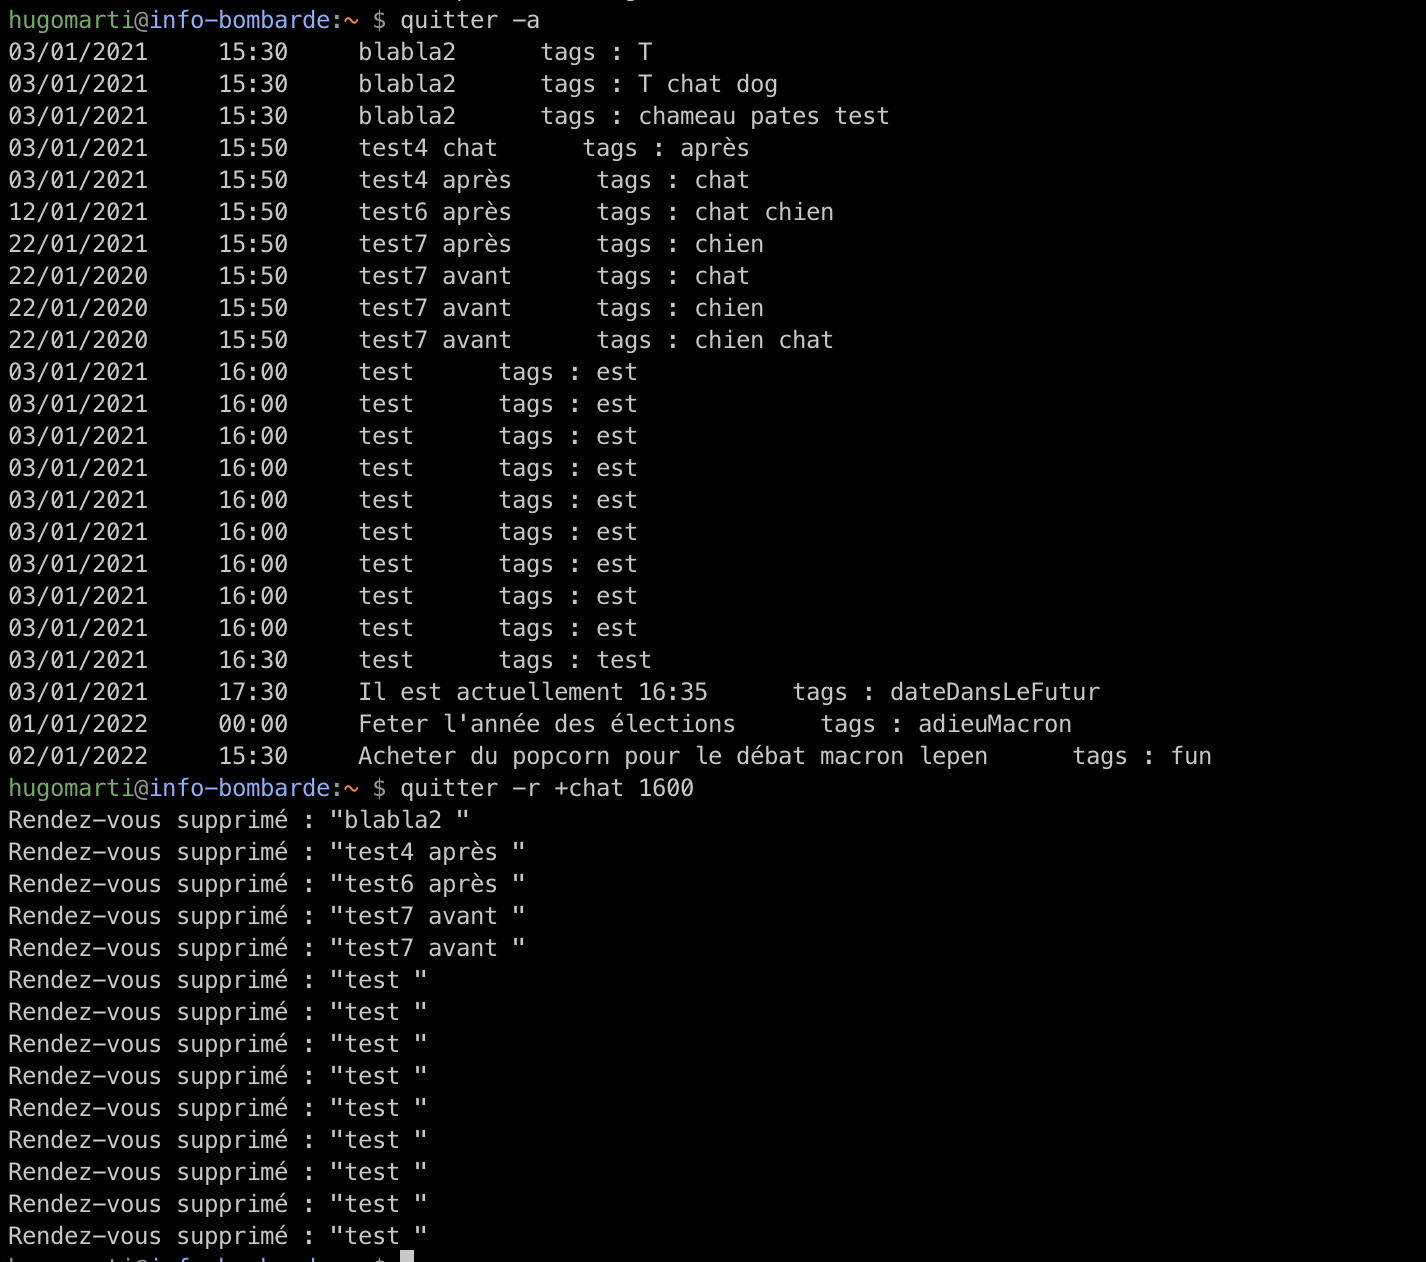 hugomarti@info-bombarde:~ $ quitter -a
03/01/2021     15:30     blabla2      tags : T
03/01/2021     15:30     blabla2      tags : T chat dog
03/01/2021     15:30     blabla2      tags : chameau pates test
03/01/2021     15:50     test4 chat      tags : après
03/01/2021     15:50     test4 après      tags : chat
12/01/2021     15:50     test6 après      tags : chat chien
22/01/2021     15:50     test7 après      tags : chien
22/01/2020     15:50     test7 avant      tags : chat
22/01/2020     15:50     test7 avant      tags : chien
22/01/2020     15:50     test7 avant      tags : chien chat
03/01/2021     16:00     test      tags : est
03/01/2021     16:00     test      tags : est
03/01/2021     16:00     test      tags : est
03/01/2021     16:00     test      tags : est
03/01/2021     16:00     test      tags : est
03/01/2021     16:00     test      tags : est
03/01/2021     16:00     test      tags : est
03/01/2021     16:00     test      tags : est
03/01/2021     16:00     test      tags : est
03/01/2021     16:30     test      tags : test
03/01/2021     17:30     Il est actuellement 16:35      tags : dateDansLeFutur
01/01/2022     00:00     Feter l'année des élections      tags : adieuMacron
02/01/2022     15:30     Acheter du popcorn pour le débat macron lepen      tags : fun
hugomarti@info-bombarde:~ $ quitter -r +chat 1600
Rendez-vous supprimé : "blabla2 "
Rendez-vous supprimé : "test4 après "
Rendez-vous supprimé : "test6 après "
Rendez-vous supprimé : "test7 avant "
Rendez-vous supprimé : "test7 avant "
Rendez-vous supprimé : "test "
Rendez-vous supprimé : "test "
Rendez-vous supprimé : "test "
Rendez-vous supprimé : "test "
Rendez-vous supprimé : "test "
Rendez-vous supprimé : "test "
Rendez-vous supprimé : "test "
Rendez-vous supprimé : "test "
Rendez-vous supprimé : "test "